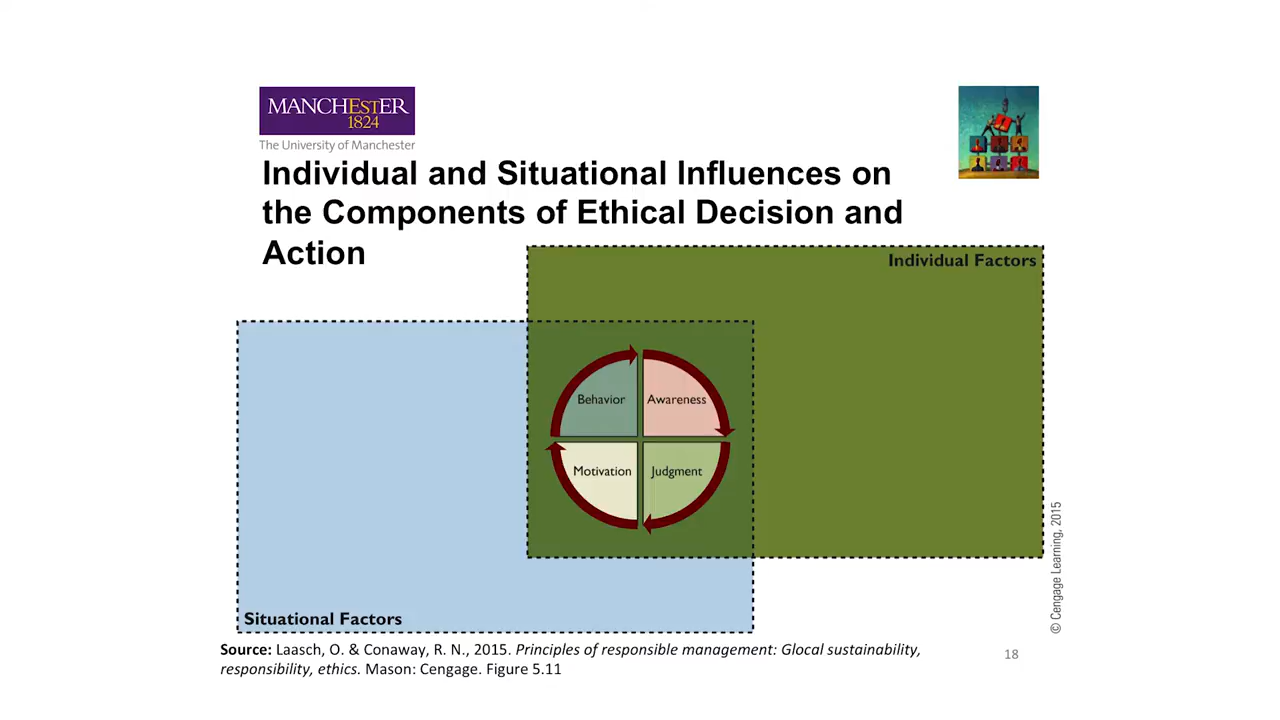 MANCHESTER
1824
The University of Manchester
Individual and Situational Influences on
the Components of Ethical Decision and
Action
Individual Factors
Behavior
Awareness
Motivation
Judgment
Situational Factors
© Cengage Learning, 2015
Source: Laasch, O. & Conaway, R. N., 2015. Principles of responsible management: Glocal sustainability,
responsibility, ethics. Mason: Cengage. Figure 5.11
18